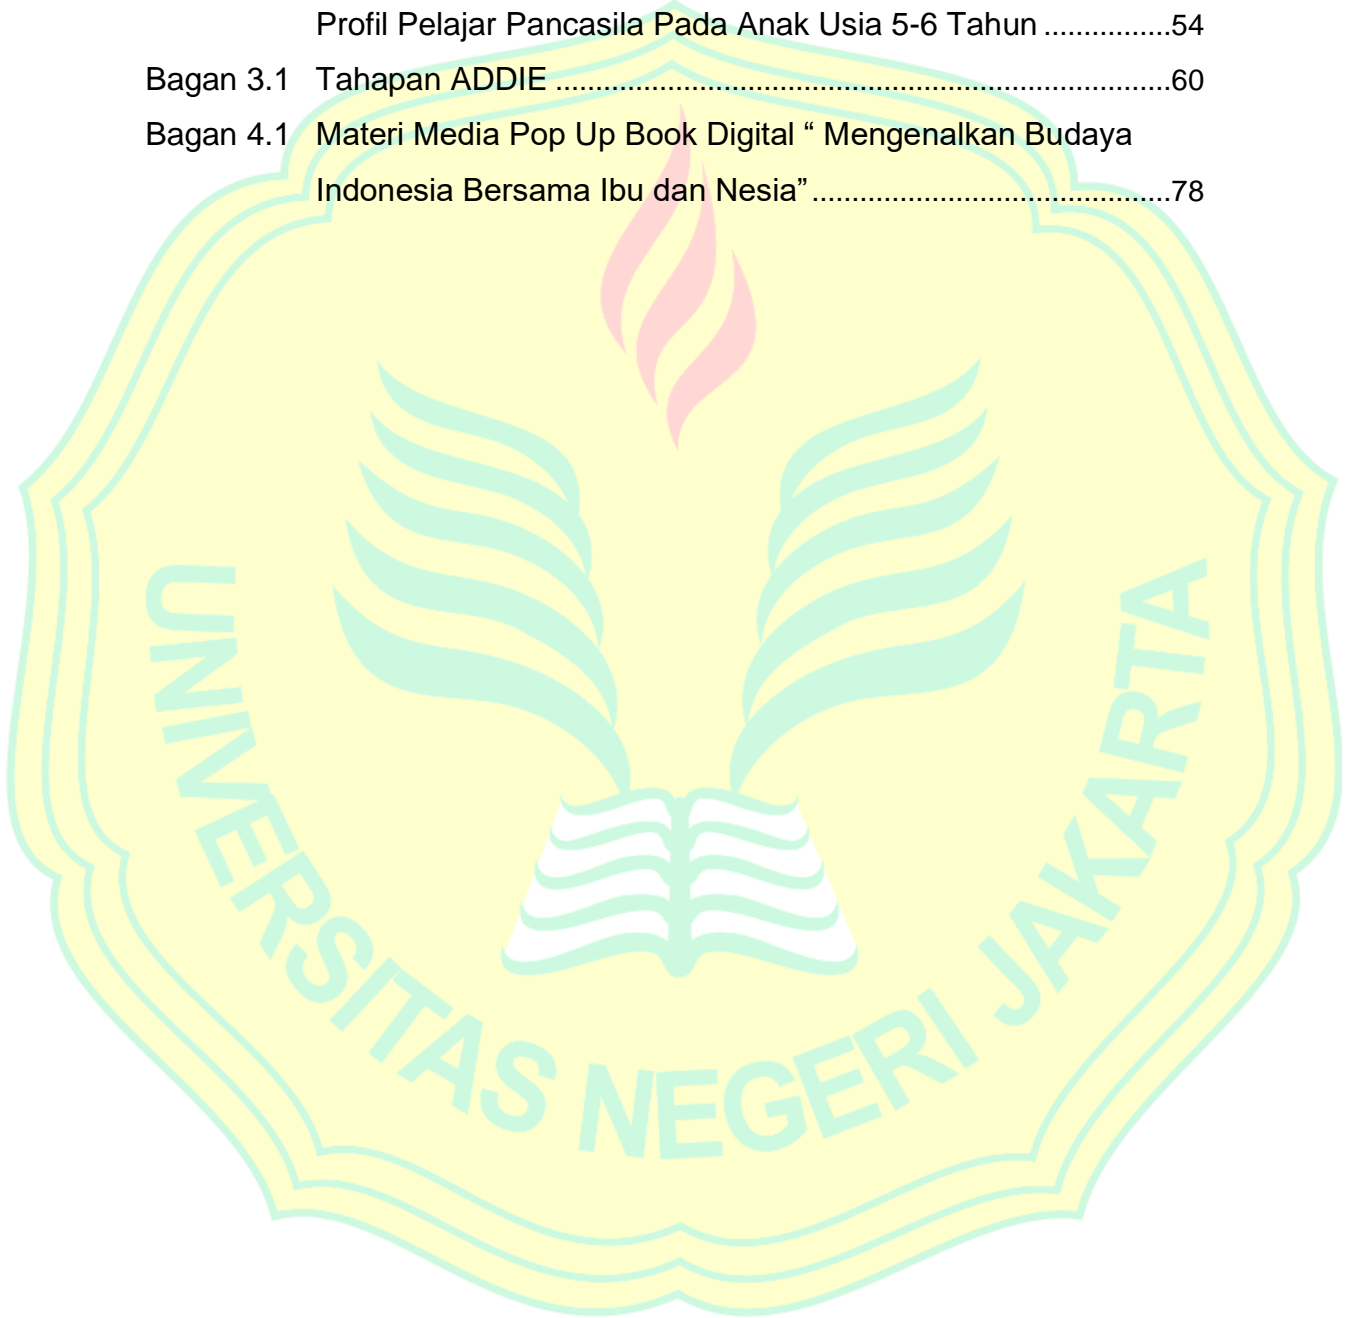 Profil Pelajar Pancasila Pada Anak Usia 5-6 Tahun ................54
Bagan 3.1 Tahapan ADDIE .............................................................................60
Bagan 4.1 Materi Media Pop Up Book Digital “ Mengenalkan Budaya
Indonesia Bersama Ibu dan Nesia” .............................................78
UNIVERSITAS NEGERI JAKARTA